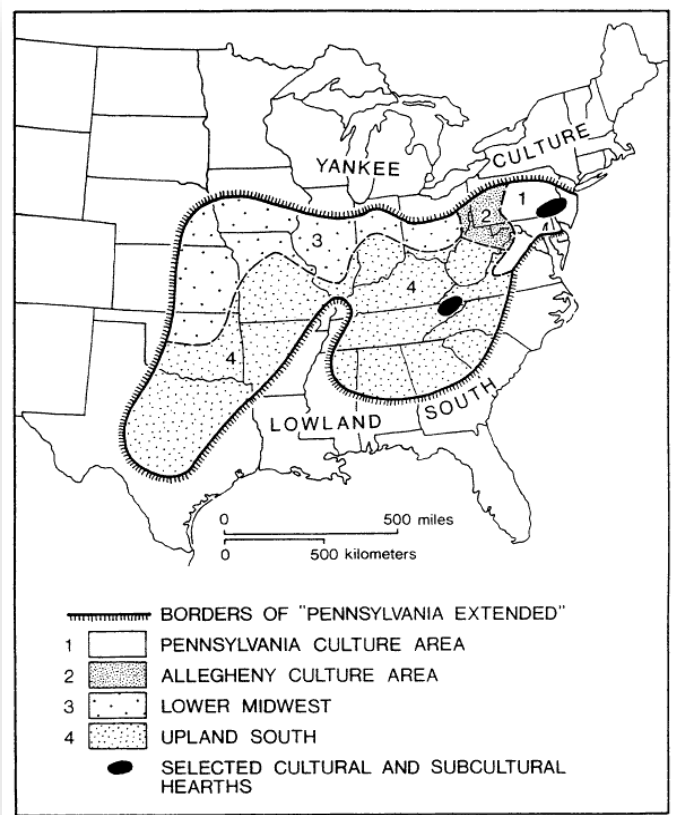 YANKEE CULTURE
1
2
3
4
4
LOWLAND SOUTH
0 500 miles
0 500 kilometers
BORDERS OF "PENNSYLVANIA EXTENDED"
1 PENNSYLVANIA CULTURE AREA
2 ALLEGHENY CULTURE AREA
3 LOWER MIDWEST
4 UPLAND SOUTH
SELECTED CULTURAL AND SUBCULTURAL
HEARTHS